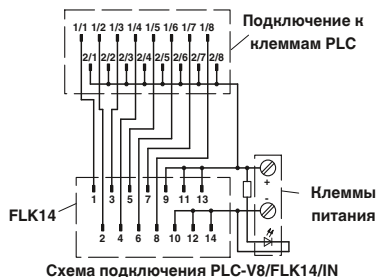 Подключение к
клеммам PLC
1/1 1/2 1/3 1/4 1/5 1/6 1/7 1/8
2/1 2/2 2/3 2/4 2/5 2/6 2/7 2/8
+
-
1 3 5 7 9 11 13
Клеммы
питания
FLK14
2 4 6 8 10 12 14
Схема подключения PLC-V8/FLK14/IN